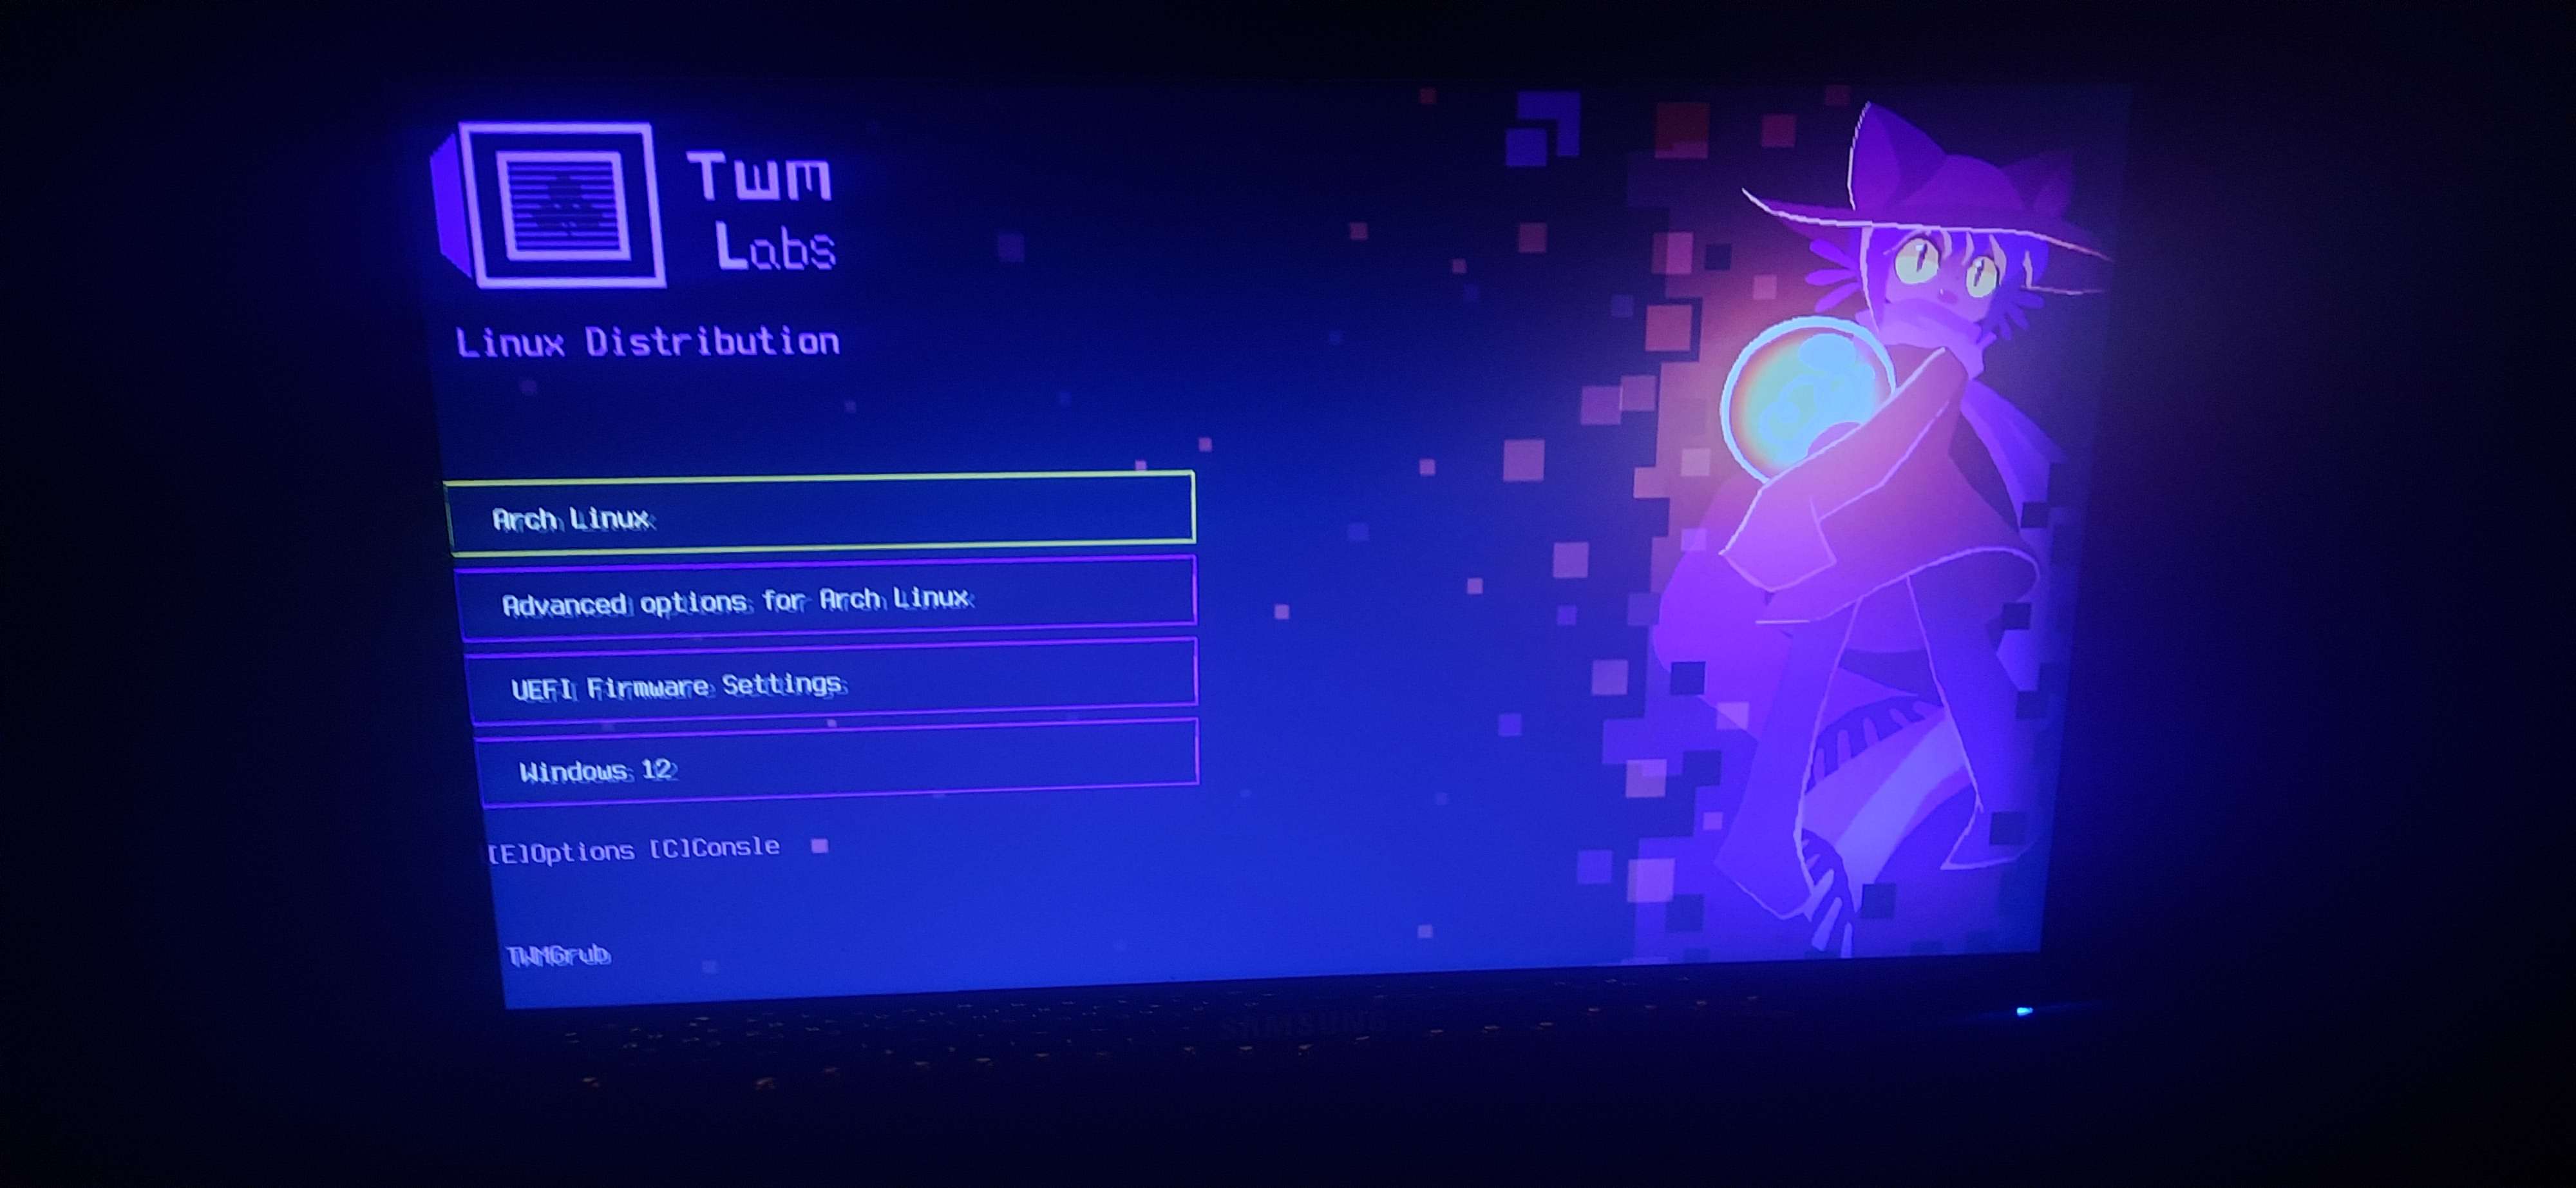 Twm
Labs
Linux Distribution
Arch Linux
Advanced options for Arch Linux
UEFI Firmware Settings
Windows 12
[E]Options [C]Consle
TWMGrub
SAMSUNG